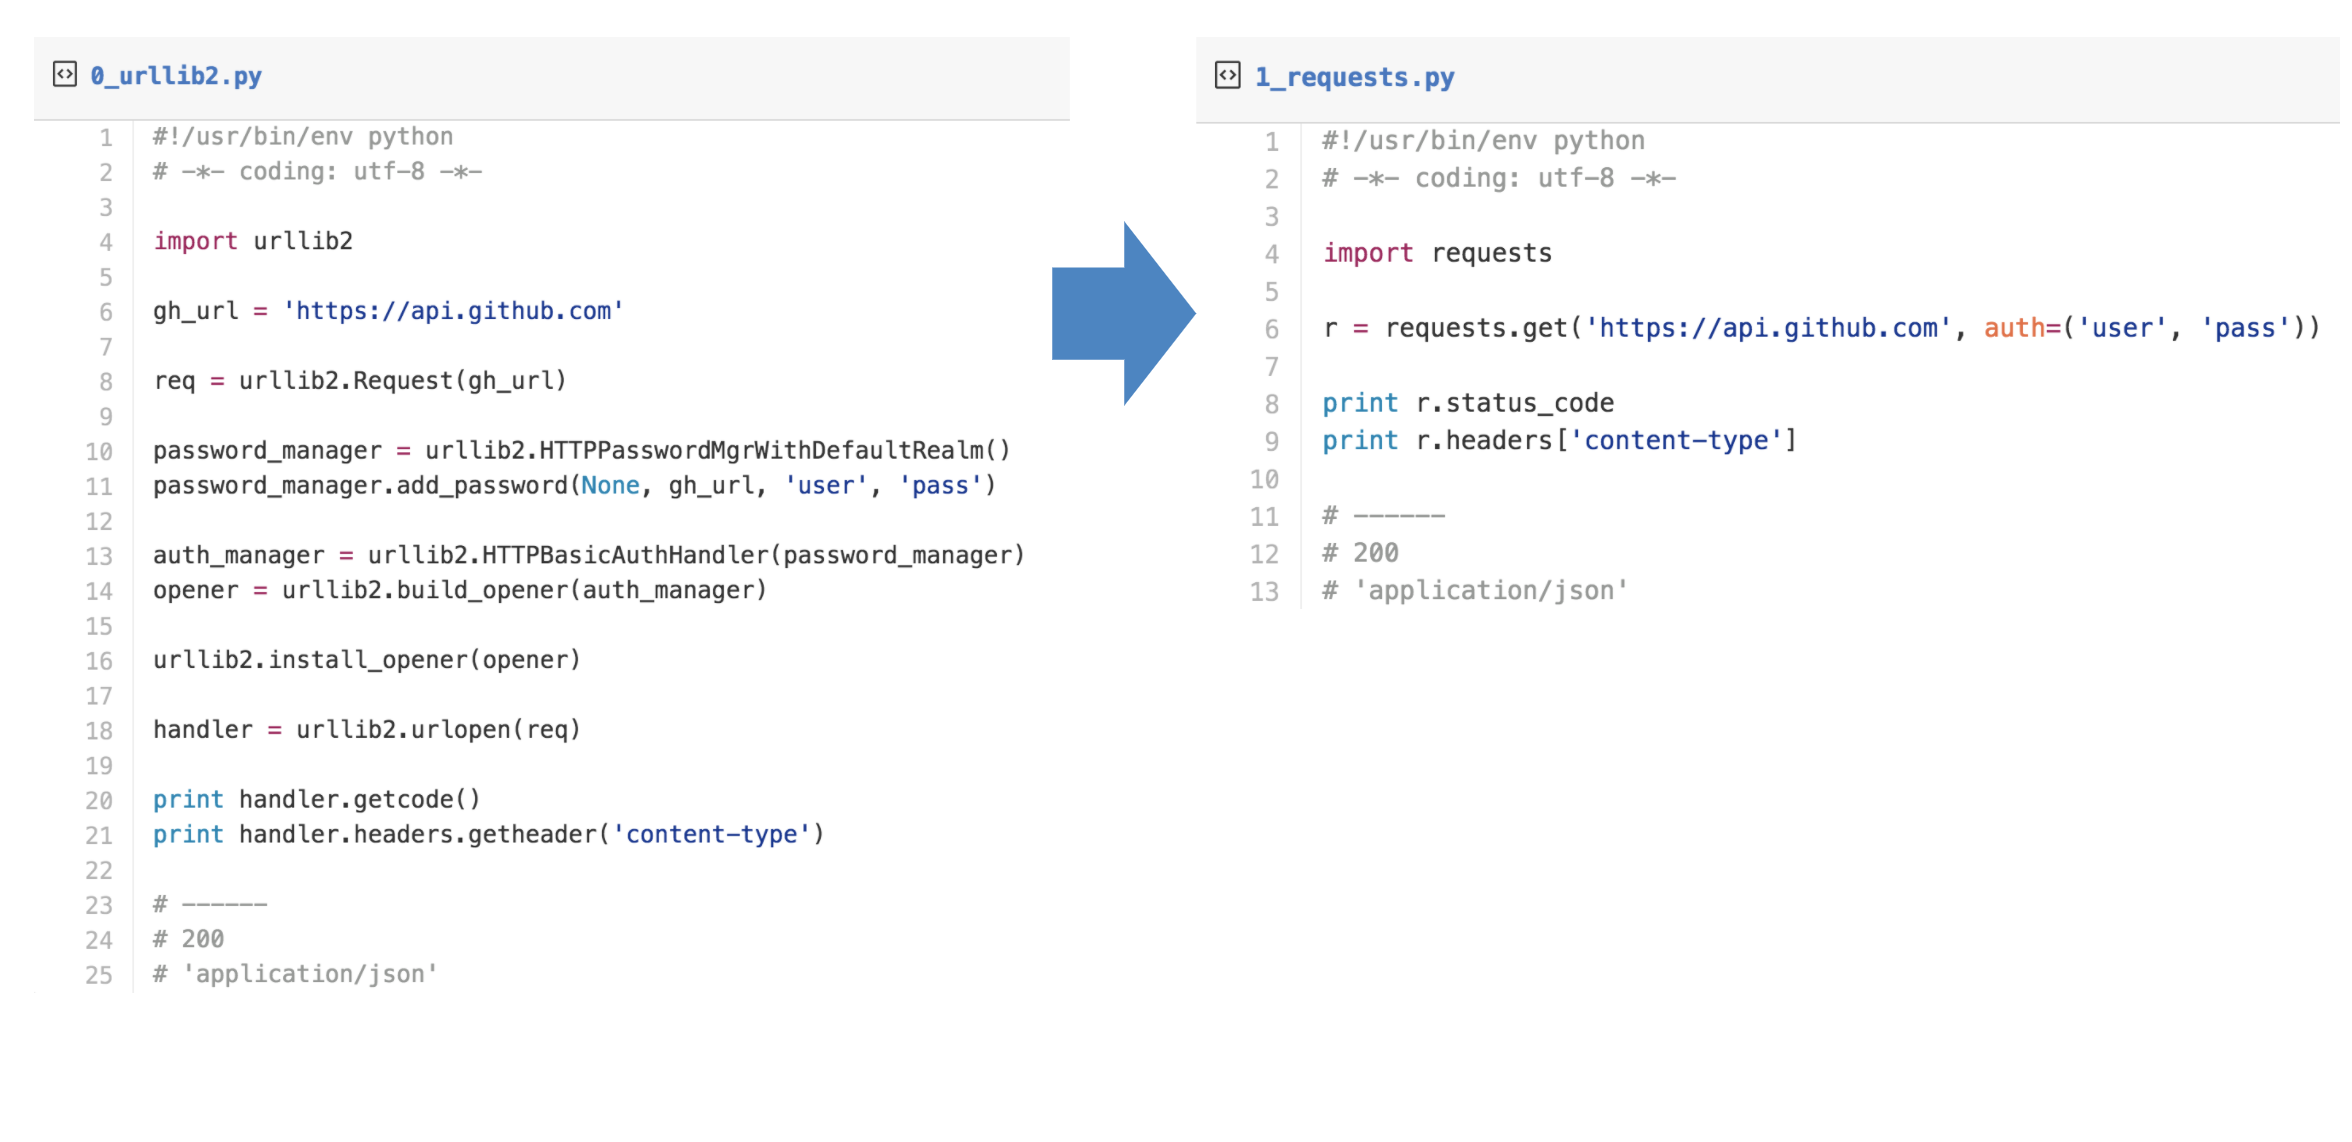 0_urllib2.py
1 #!/usr/bin/env python
2 # -*- coding: utf-8 -*-
3
4 import urllib2
5
6 gh_url = 'https://api.github.com'
7
8 req = urllib2.Request(gh_url)
9
10 password_manager = urllib2.HTTPPasswordMgrWithDefaultRealm()
11 password_manager.add_password(None, gh_url, 'user', 'pass')
12
13 auth_manager = urllib2.HTTPBasicAuthHandler(password_manager)
14 opener = urllib2.build_opener(auth_manager)
15
16 urllib2.install_opener(opener)
17
18 handler = urllib2.urlopen(req)
19
20 print handler.getcode()
21 print handler.headers.getheader('content-type')
22
23 # ------
24 # 200
25 # 'application/json'
1_requests.py
1 #!/usr/bin/env python
2 # -*- coding: utf-8 -*-
3
4 import requests
5
6 r = requests.get('https://api.github.com', auth=('user', 'pass'))
7
8 print r.status_code
9 print r.headers['content-type']
10
11 # ------
12 # 200
13 # 'application/json'